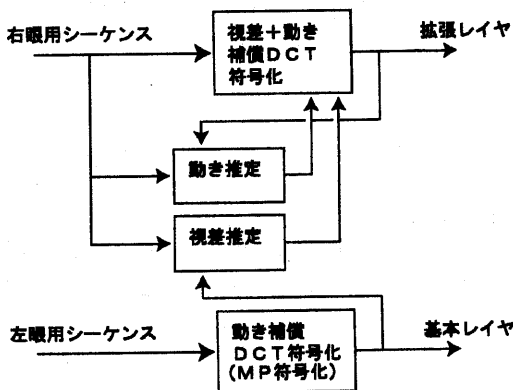 右眼用シーケンス
視差+動き
補償DCT
符号化
拡張レイヤ
動き推定
視差推定
左眼用シーケンス
動き補償
DCT符号化
(MP符号化)
基本レイヤ